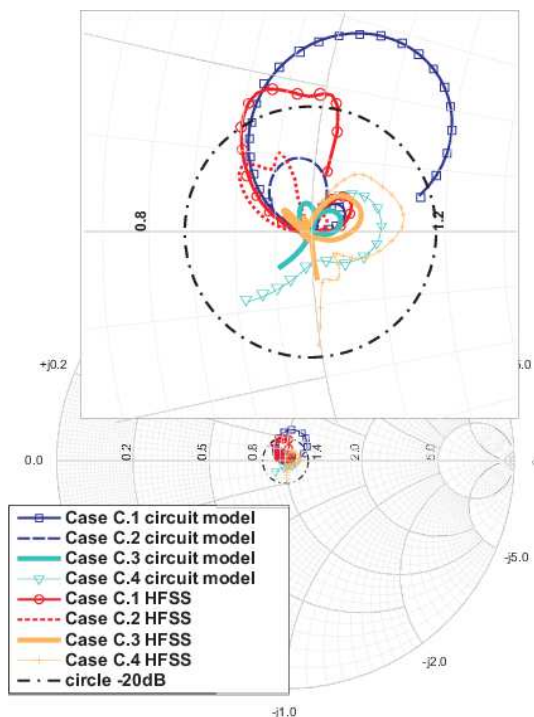 0.8
1.2
+j0.2
5.0
0.0
0.2
0.8
1.4
2.0
5.0
-j5.0
Case C.1 circuit model
Case C.2 circuit model
Case C.3 circuit model
Case C.4 circuit model
Case C.1 HFSS
Case C.2 HFSS
Case C.3 HFSS
Case C.4 HFSS
circle -20dB
-j2.0
-j1.0